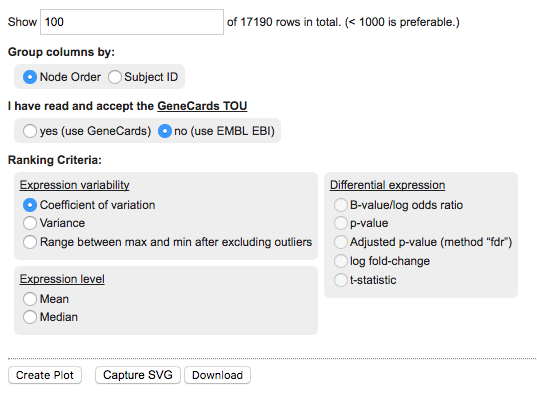 Show 100 of 17190 rows in total. (< 1000 is preferable.)
Group columns by:
Node Order Subject ID
I have read and accept the GeneCards TOU
yes (use GeneCards) no (use EMBL EBI)
Ranking Criteria:
Expression variability
Coefficient of variation
Variance
Range between max and min after excluding outliers
Expression level
Mean
Median
Differential expression
B-value/log odds ratio
p-value
Adjusted p-value (method “fdr”)
log fold-change
t-statistic
Create Plot Capture SVG Download